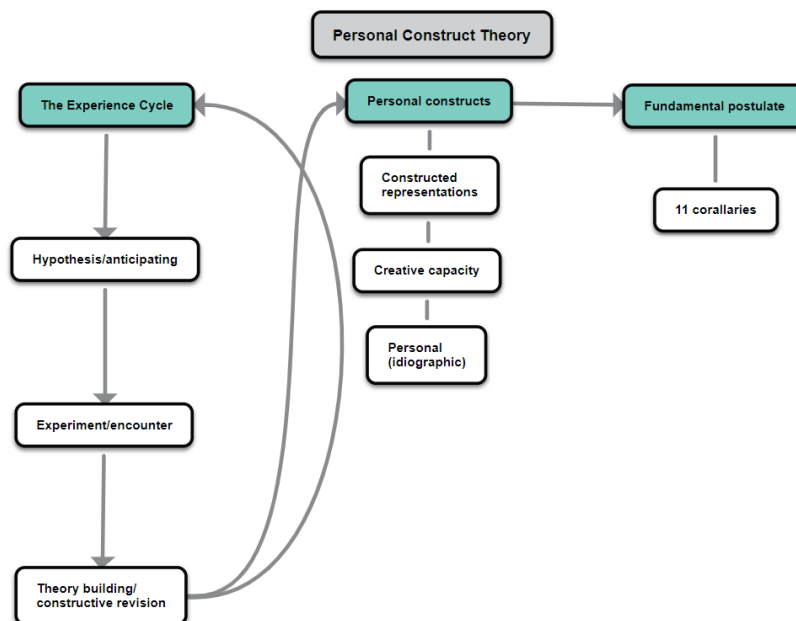 Personal Construct Theory
The Experience Cycle
Hypothesis/anticipating
Experiment/encounter
Theory building/
constructive revision
Personal constructs
Constructed
representations
Creative capacity
Personal
(idiographic)
Fundamental postulate
11 corallaries